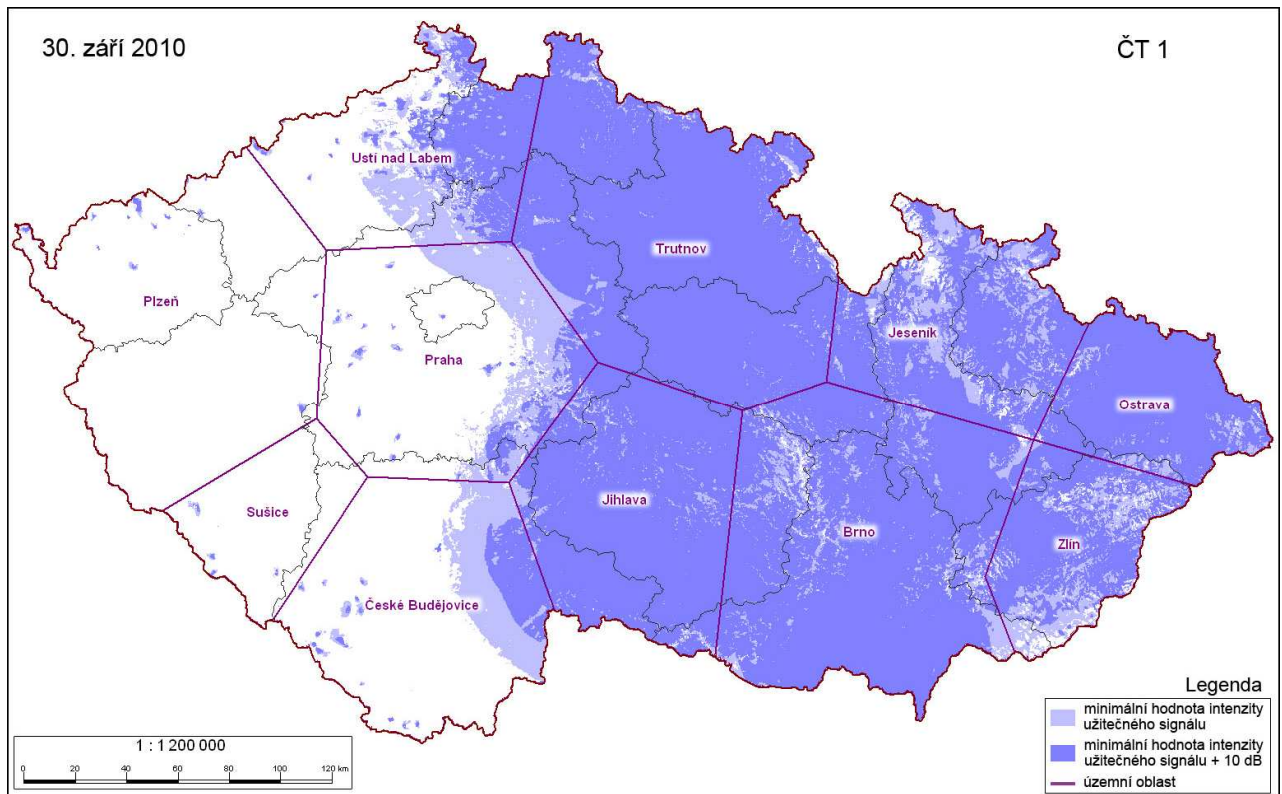 30. září 2010
ČT 1
Ustí nad Labem
Trutnov
Plzeň
Jeseník
Praha
Ostrava
Sušice
Jihlava
Brno
Zlín
České Budějovice
Legenda
minimální hodnota intenzity
užitečného signálu
minimální hodnota intenzity
užitečného signálu + 10 dB
územní oblast
1 : 1 200 000
0 20 40 60 80 100 120 km